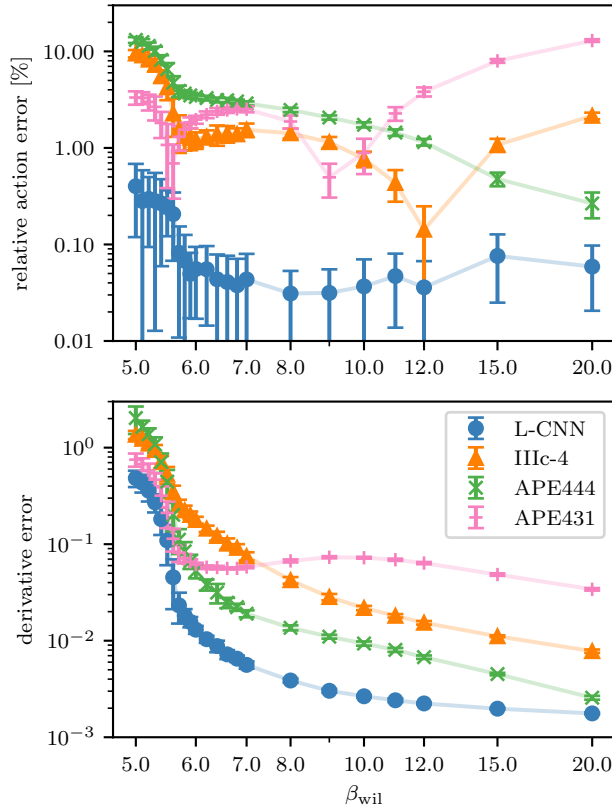 relative action error [%]
10.00
1.00
0.10
0.01
5.0 6.0 7.0 8.0 10.0 12.0 15.0 20.0
derivative error
10⁰
10⁻¹
10⁻²
10⁻³
L-CNN
IIIc-4
APE444
APE431
5.0 6.0 7.0 8.0 10.0 12.0 15.0 20.0
β_wil